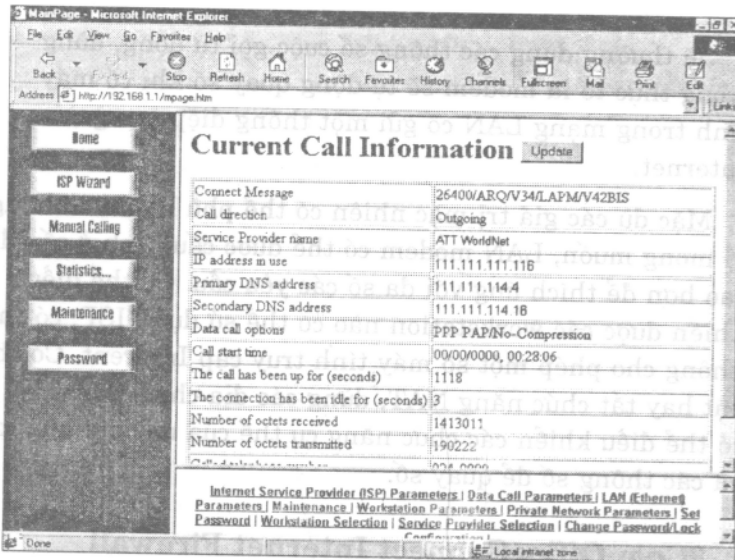 MainPage - Microsoft Internet Explorer
File Edit View Go Favorites Help
Back Stop Refresh Home Search Favorites History Channels Fullscreen Mail Print Edit
Address http://192.168.1.1/mpage.htm Links
Home
ISP Wizard
Manual Calling
Statistics...
Maintenance
Password
Current Call Information Update
Connect Message 26400/ARQ/V34/LAPM/V42BIS
Call direction Outgoing
Service Provider name ATT WorldNet
IP address in use 111.111.111.116
Primary DNS address 111.111.114.4
Secondary DNS address 111.111.114.18
Data call options PPP PAP/No-Compression
Call start time 00/00/0000, 00:28:06
The call has been up for (seconds) 1118
The connection has been idle for (seconds) 3
Number of octets received 1413011
Number of octets transmitted 190222
Internet Service Provider (ISP) Parameters | Data Call Parameters | LAN (Ethernet)
Parameters | Maintenance | Workstation Parameters | Private Network Parameters | Set
Password | Workstation Selection | Service Provider Selection | Change Password/Lock
Configuration |
Done Local intranet zone